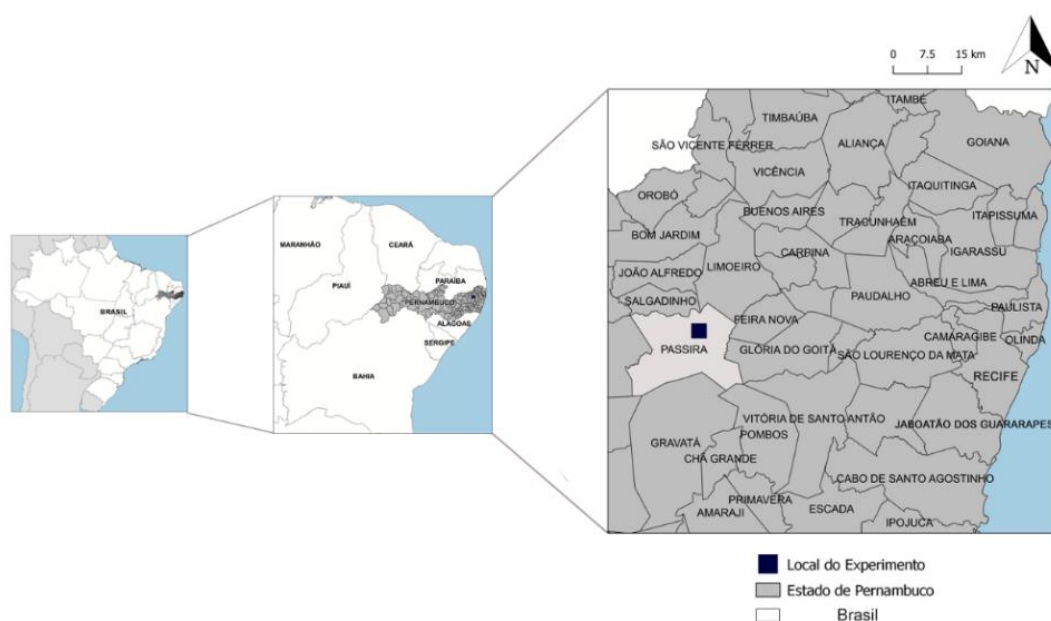 0 7.5 15 km
N
BRASIL
MARANHÃO
CEARÁ
PIAUÍ
PARAÍBA
PERNAMBUCO
ALAGOAS
SERGIPE
BAHIA
ITAMBÉ
TIMBAÚBA
SÃO VICENTE FÉRRER
ALIANÇA
GOIANA
VICÊNCIA
OROBÓ
ITAQUITINGA
BUENOS AIRES
TRACUNHAÉM
ITAPISSUMA
BOM JARDIM
ARAÇOIABA
CARPINA
IGARASSU
JOÃO ALFREDO
LIMOEIRO
ABREU E LIMA
SALGADINHO
PAUDALHO
PAULISTA
FEIRA NOVA
CAMARAGIBE
OLINDA
PASSIRA
GLÓRIA DO GOITÁ
SÃO LOURENÇO DA MATA
RECIFE
VITÓRIA DE SANTO ANTÃO
JABOATÃO DOS GUARARAPES
GRAVATÁ
POMBOS
CHÃ GRANDE
CABO DE SANTO AGOSTINHO
PRIMAVERA
AMARAJI
ESCADA
IPOJUCA
Local do Experimento
Estado de Pernambuco
Brasil